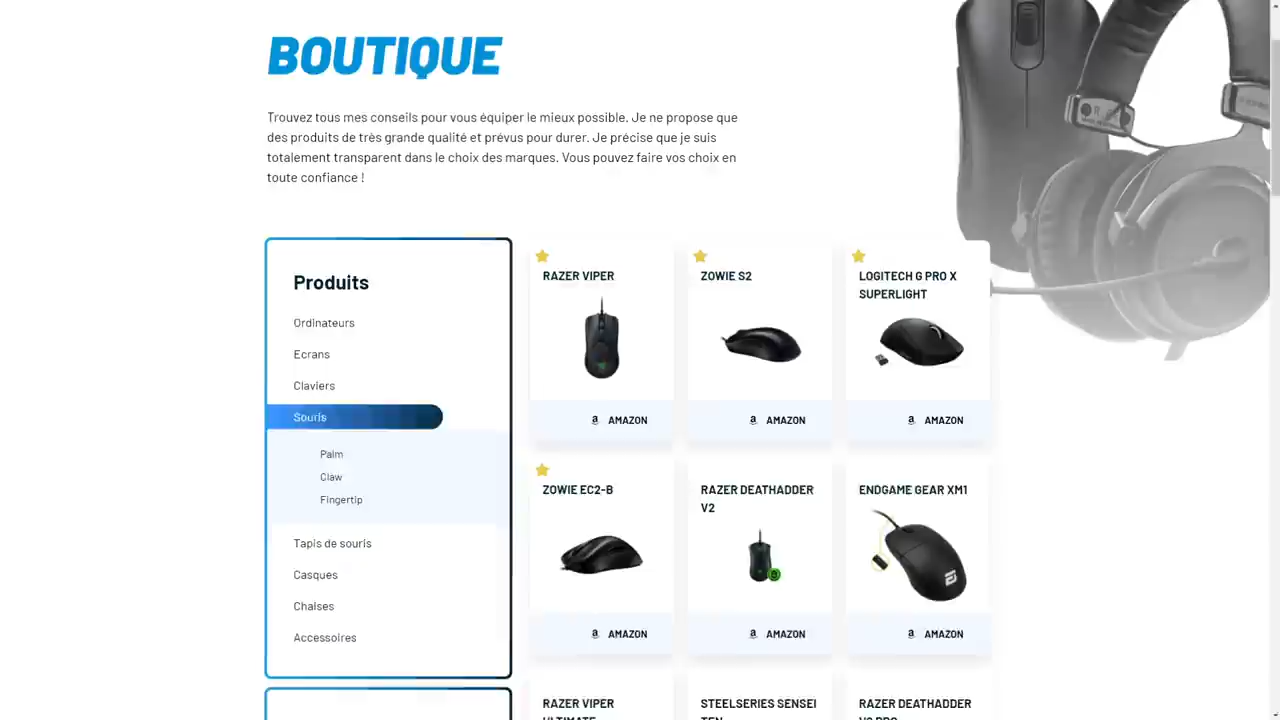 BOUTIQUE
Trouvez tous mes conseils pour vous équiper le mieux possible. Je ne propose que
des produits de très grande qualité et prévus pour durer. Je précise que je suis
totalement transparent dans le choix des marques. Vous pouvez faire vos choix en
toute confiance !
Produits
Ordinateurs
Ecrans
Claviers
Souris
Palm
Claw
Fingertip
Tapis de souris
Casques
Chaises
Accessoires
RAZER VIPER
AMAZON
ZOWIE S2
AMAZON
LOGITECH G PRO X
SUPERLIGHT
AMAZON
ZOWIE EC2-B
AMAZON
RAZER DEATHADDER
V2
AMAZON
ENDGAME GEAR XM1
AMAZON
RAZER VIPER
ULTIMATE
STEELSERIES SENSEI
TEN
RAZER DEATHADDER
V2 PRO